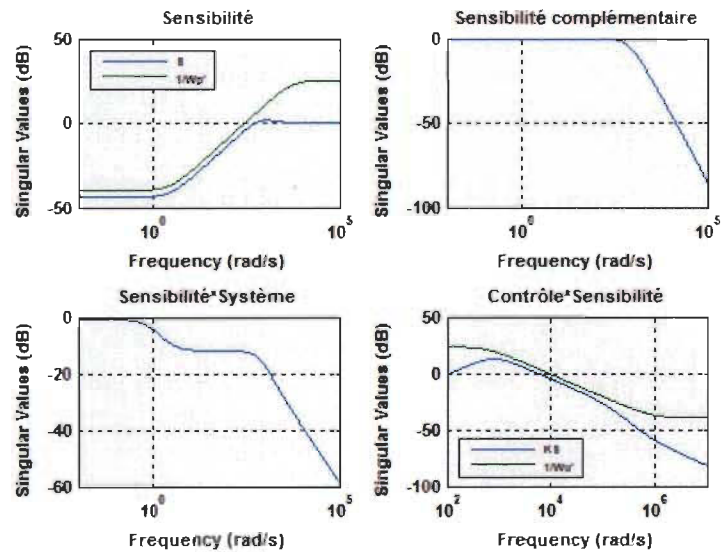 Sensibilité
Singular Values (dB)
50
0
-50
S
1/Wp'
10^0
10^5
Frequency (rad/s)
Sensibilité complémentaire
Singular Values (dB)
0
-50
-100
10^0
10^5
Frequency (rad/s)
Sensibilité*Système
Singular Values (dB)
0
-20
-40
-60
10^0
10^5
Frequency (rad/s)
Contrôle*Sensibilité
Singular Values (dB)
50
0
-50
-100
KS
1/Wu'
10^2
10^4
10^6
Frequency (rad/s)